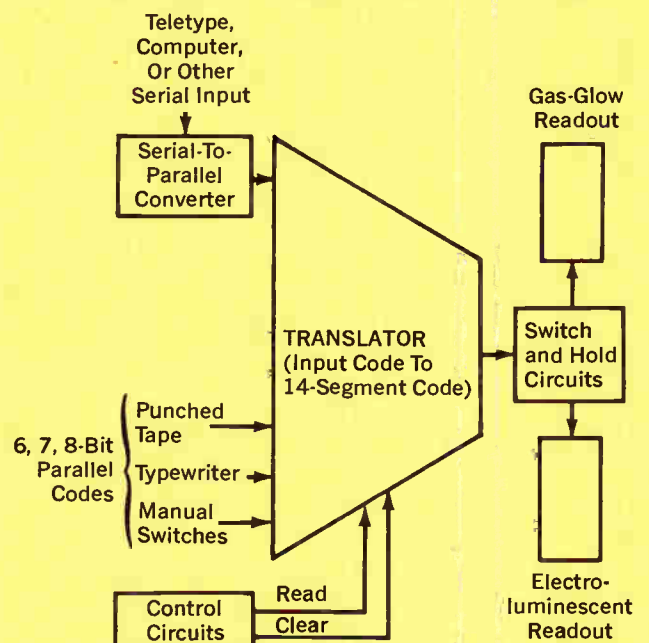 Teletype,
Computer,
Or Other
Serial Input
Serial-To-
Parallel
Converter
Gas-Glow
Readout
TRANSLATOR
(Input Code To
14-Segment Code)
Switch
and Hold
Circuits
6, 7, 8-Bit
Parallel
Codes
Punched
Tape
Typewriter
Manual
Switches
Control
Circuits
Read
Clear
Electro-
luminescent
Readout